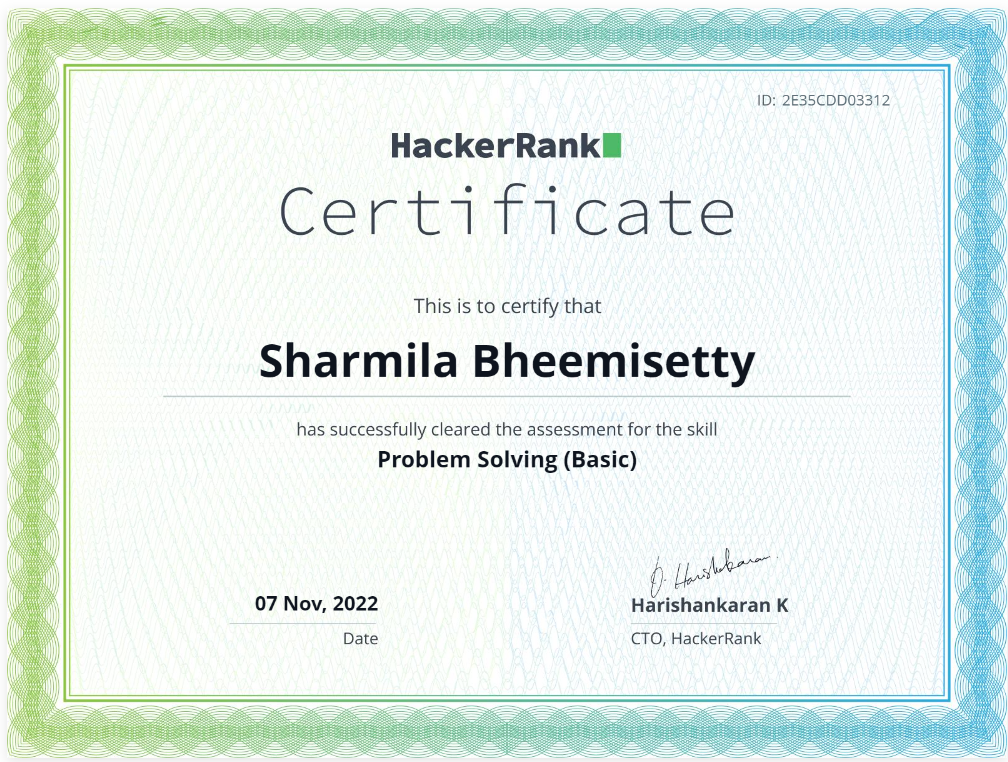 ID: 2E35CDD03312
HackerRank
Certificate
This is to certify that
Sharmila Bheemisetty
has successfully cleared the assessment for the skill
Problem Solving (Basic)
O. Harishankaran
07 Nov, 2022
Harishankaran K
Date
CTO, HackerRank